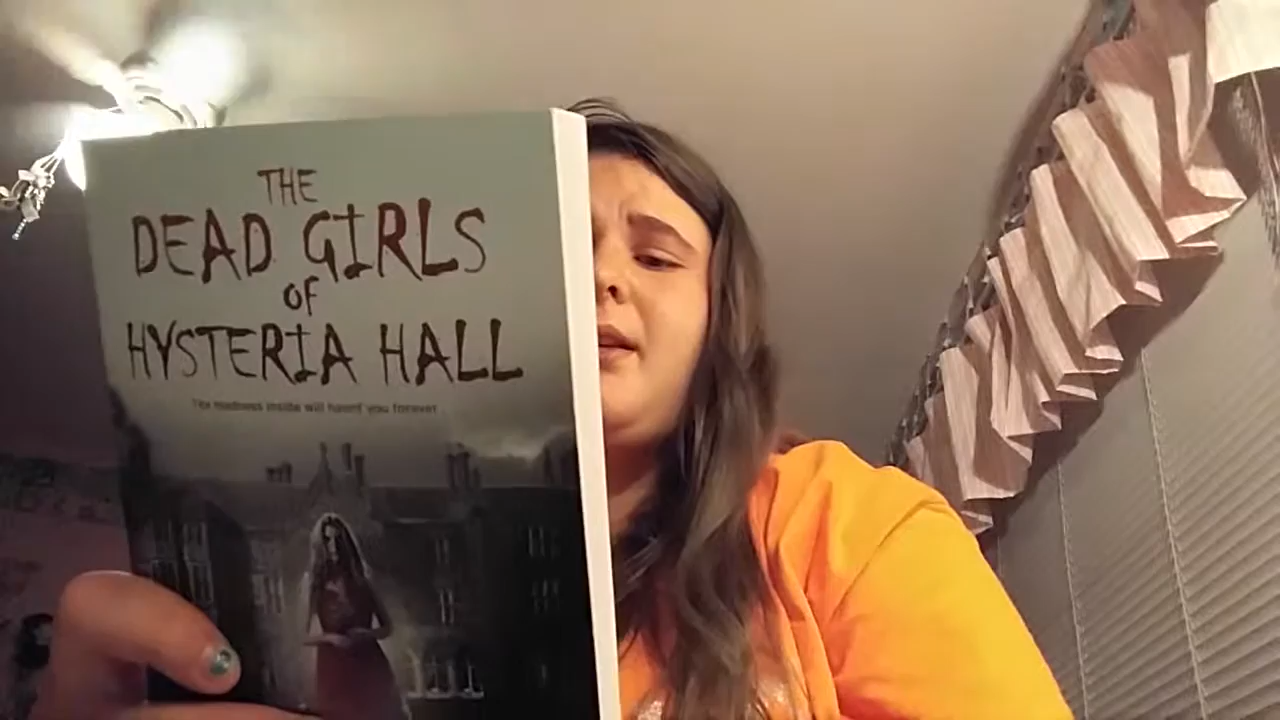 THE
DEAD GIRLS
OF
HYSTERIA HALL
The madness inside will haunt you forever